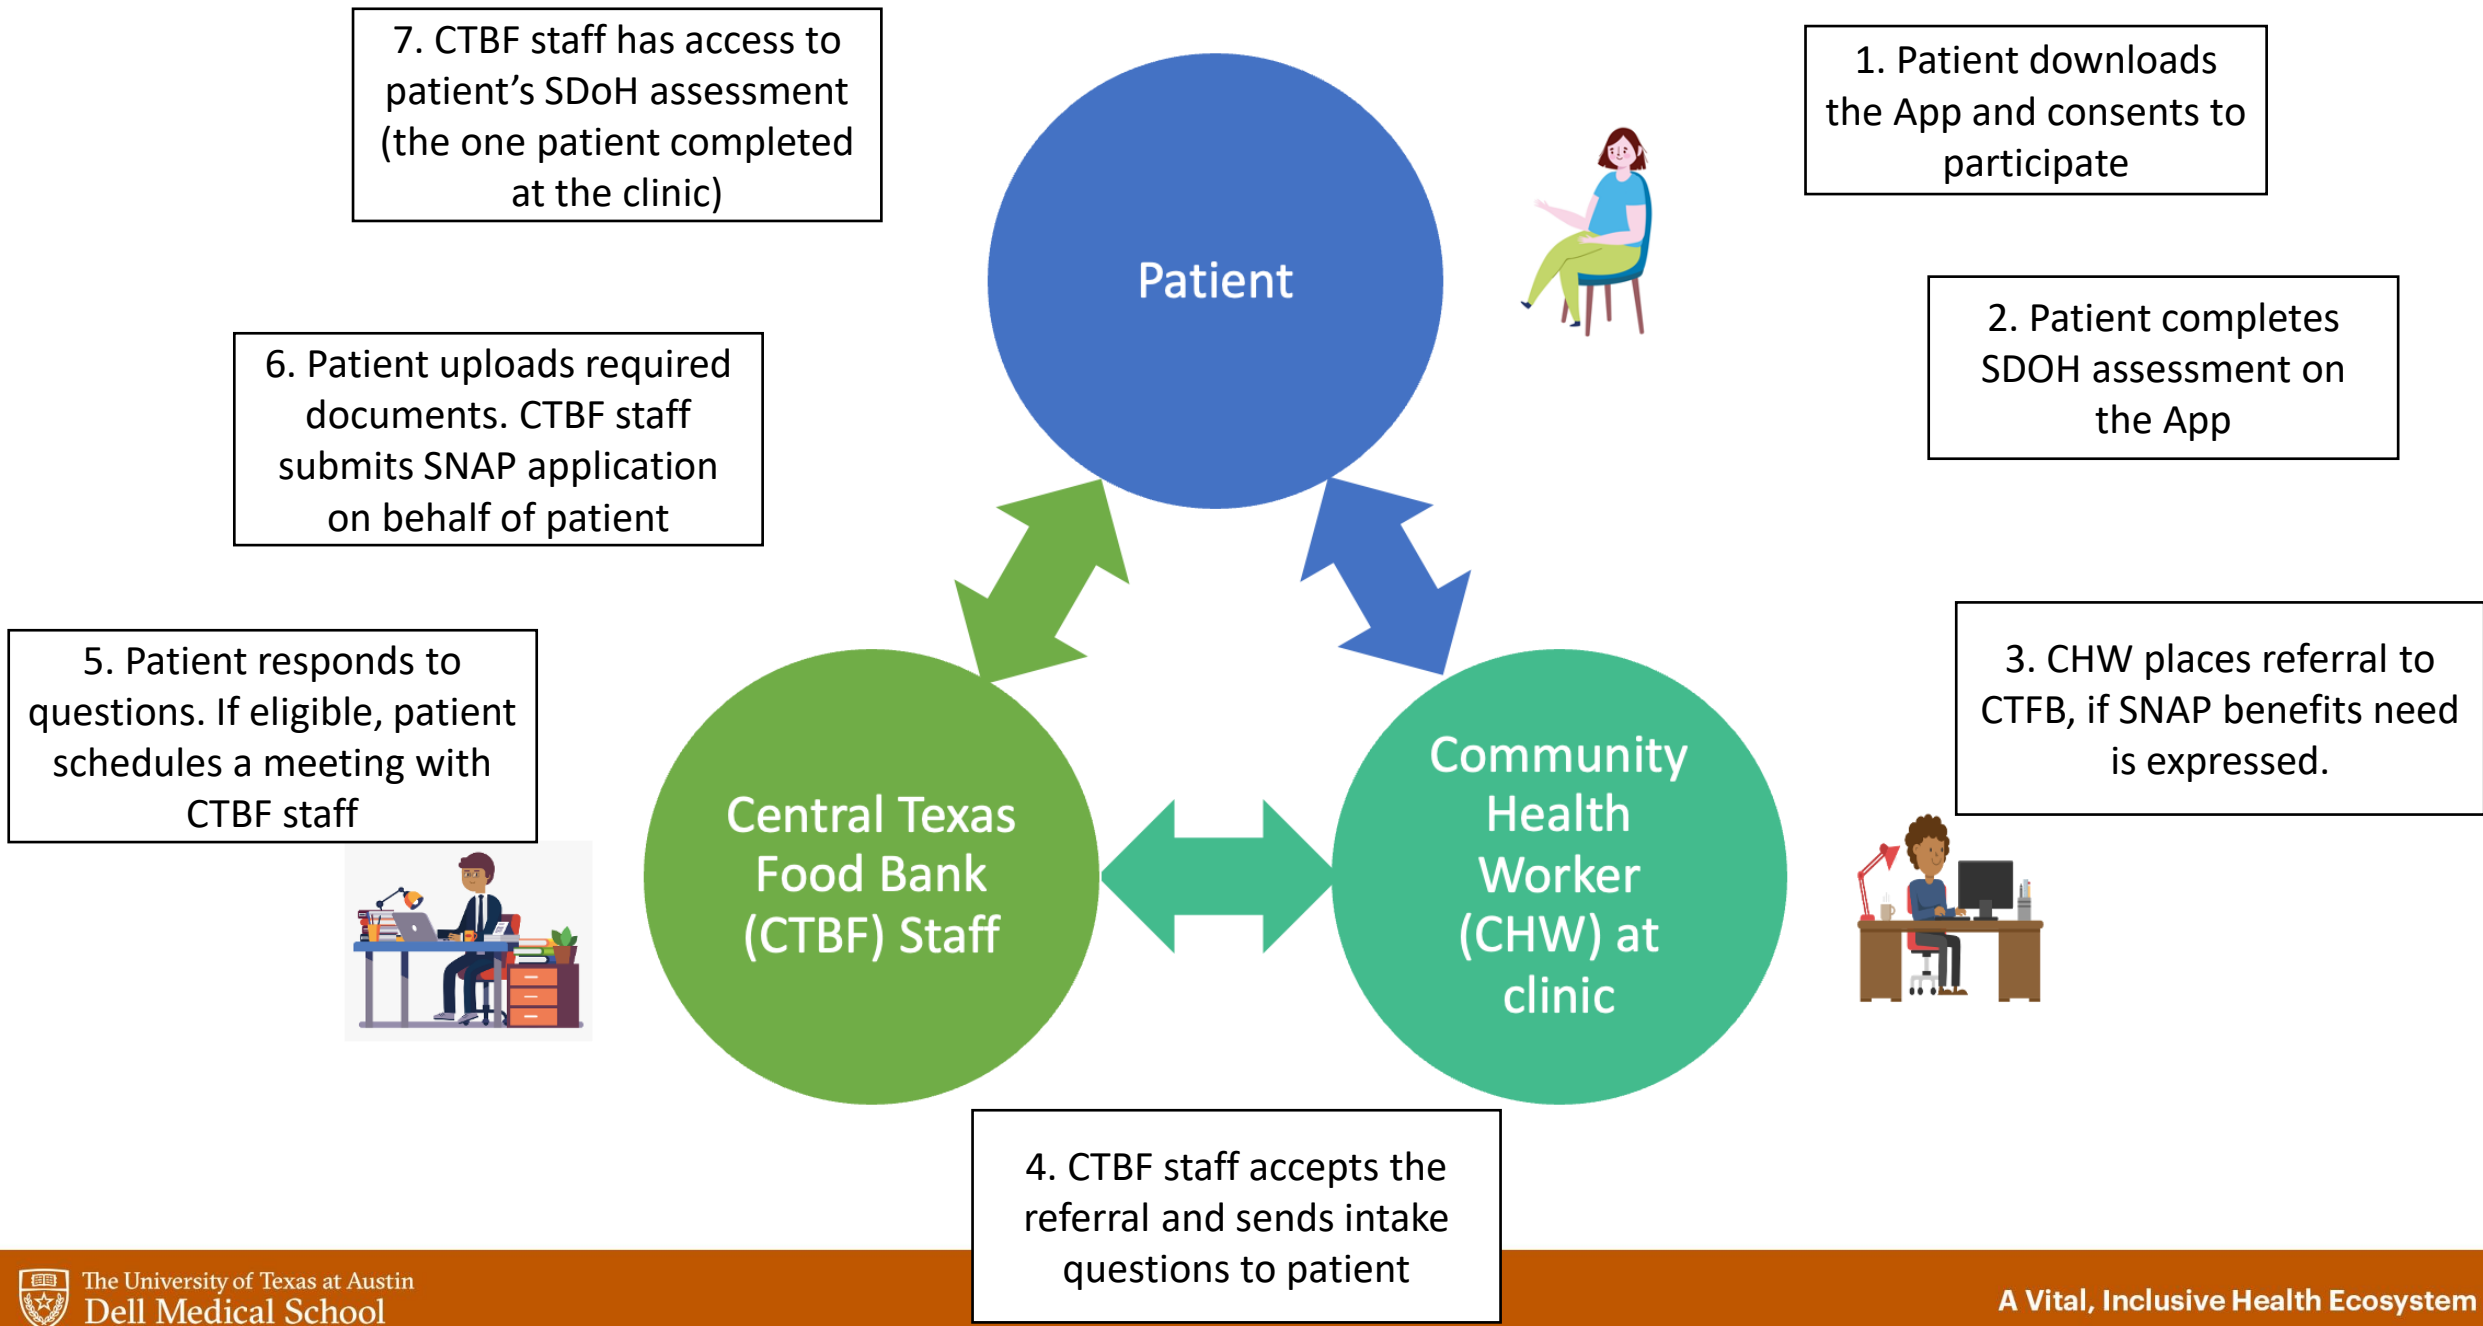 7. CTBF staff has access to
patient’s SDoH assessment
(the one patient completed
at the clinic)
1. Patient downloads
the App and consents to
participate
Patient
2. Patient completes
SDOH assessment on
the App
6. Patient uploads required
documents. CTBF staff
submits SNAP application
on behalf of patient
5. Patient responds to
questions. If eligible, patient
schedules a meeting with
CTBF staff
3. CHW places referral to
CTFB, if SNAP benefits need
is expressed.
Central Texas
Food Bank
(CTBF) Staff
Community
Health
Worker
(CHW) at
clinic
4. CTBF staff accepts the
referral and sends intake
questions to patient
The University of Texas at Austin
Dell Medical School
A Vital, Inclusive Health Ecosystem